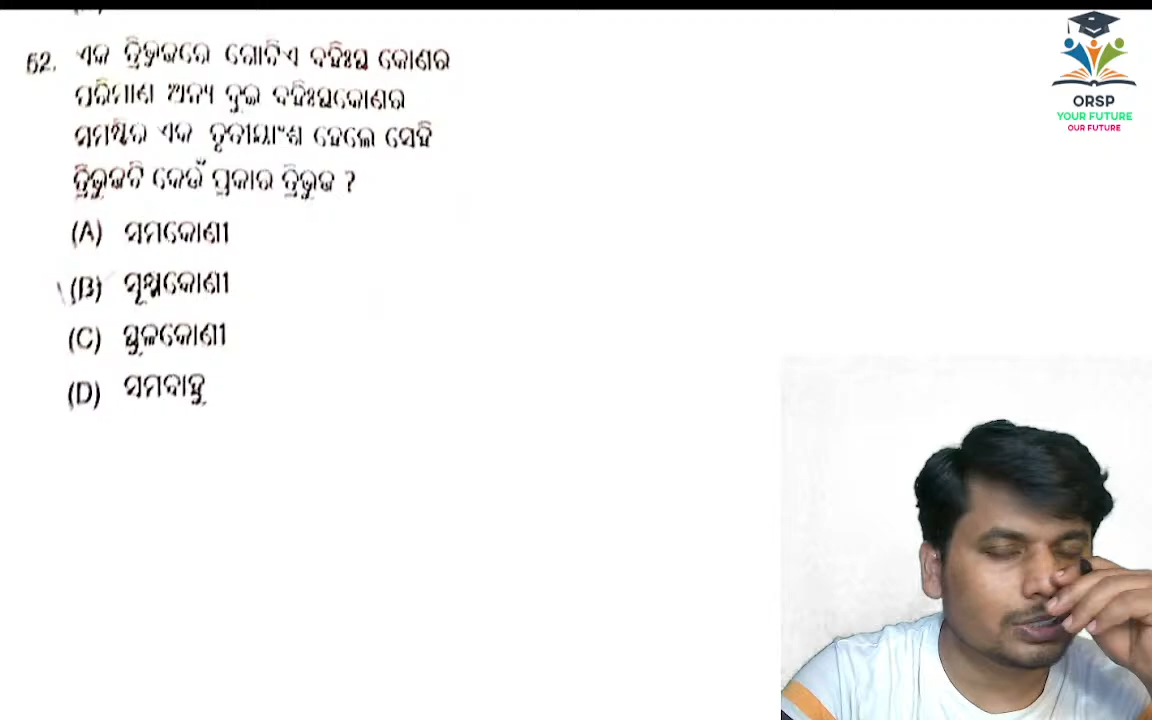 ORSP
YOUR FUTURE
OUR FUTURE
62. ଏକ ତ୍ରିଭୁଜରେ ଗୋଟିଏ ବହିଃସ୍ଥ କୋଣର
ପରିମାଣ ଅନ୍ୟ ଦୁଇ ବହିଃସ୍ଥକୋଣର
ସମଷ୍ଟିର ଏକ ତୃତୀୟାଂଶ ହେଲେ ସେହି
ତ୍ରିଭୁଜଟି କେଉଁ ପ୍ରକାର ତ୍ରିଭୁଜ ?
(A) ସମକୋଣୀ
(B) ସୂକ୍ଷ୍ମକୋଣୀ
(C) ସ୍ଥୁଳକୋଣୀ
(D) ସମବାହୁ